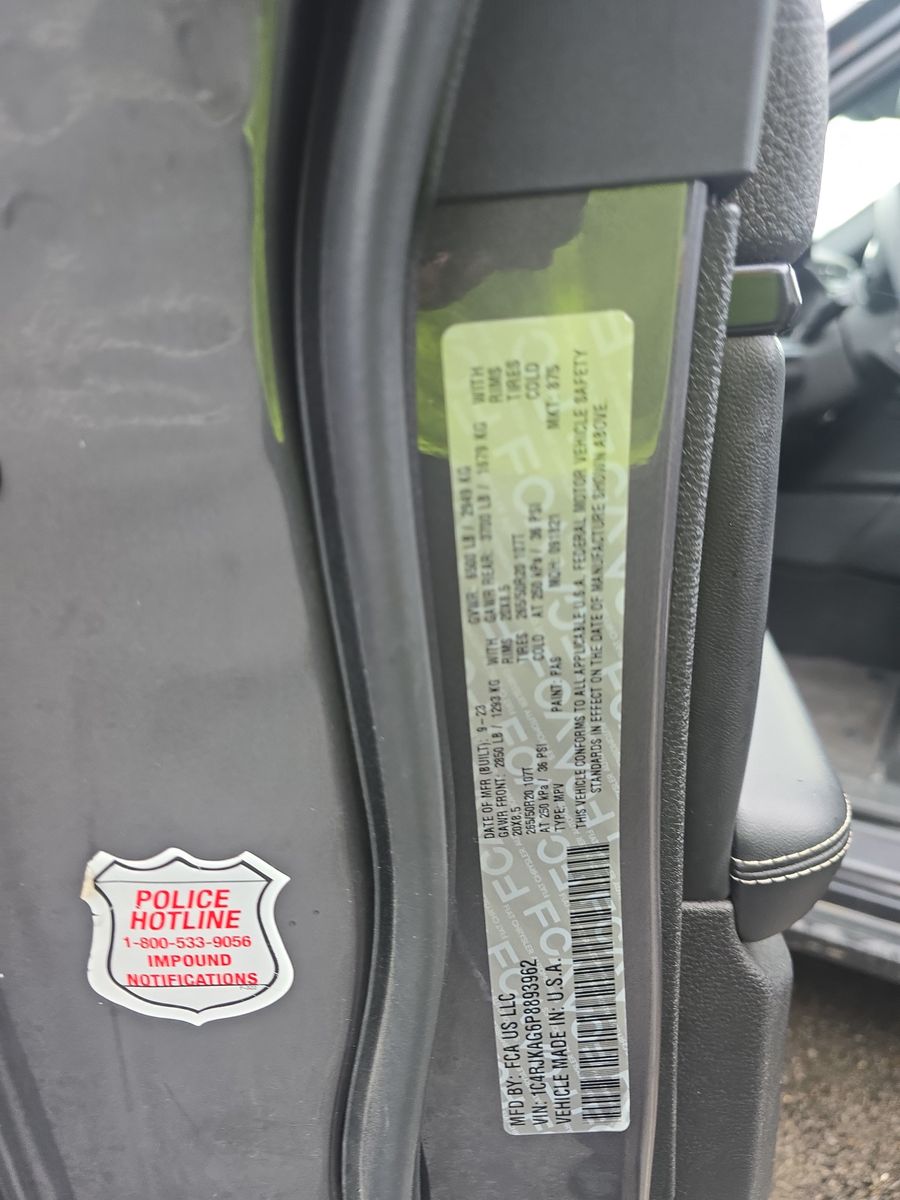 POLICE
HOTLINE
1-800-533-9056
IMPOUND
NOTIFICATIONS
MFD BY: FCA US LLC
VIN: 1C4RJKAG6P8893962
VEHICLE MADE IN: U.S.A.
DATE OF MFR (BUILT): 9-23
GAWR FRONT: 2850 LB / 1293 KG WITH
20X8.5 RIMS
265/50R20 107T TIRES
AT 250 kPa / 36 PSI COLD
TYPE: MPV PAINT: PAS
GVWR: 6500 LB / 2949 KG
GAWR REAR: 3700 LB / 1679 KG WITH
20X8.5 RIMS
265/50R20 107T TIRES
AT 250 kPa / 36 PSI COLD
MCH: 091321 MKT: 875
THIS VEHICLE CONFORMS TO ALL APPLICABLE U.S.A. FEDERAL MOTOR VEHICLE SAFETY
STANDARDS IN EFFECT ON THE DATE OF MANUFACTURE SHOWN ABOVE.